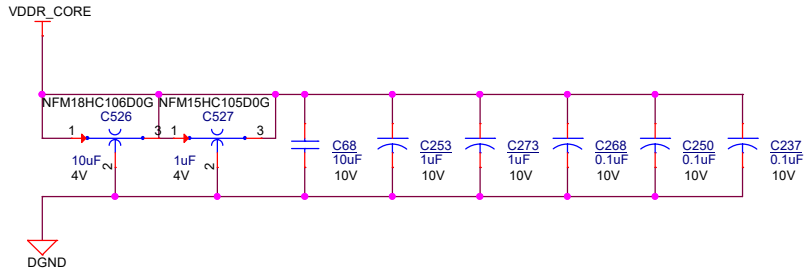 VDDR_CORE
NFM18HC106D0G
NFM15HC105D0G
C526
C527
1
3
1
3
10uF
4V
2
1uF
4V
2
C68
10uF
10V
C253
1uF
10V
C273
1uF
10V
C268
0.1uF
10V
C250
0.1uF
10V
C237
0.1uF
10V
DGND